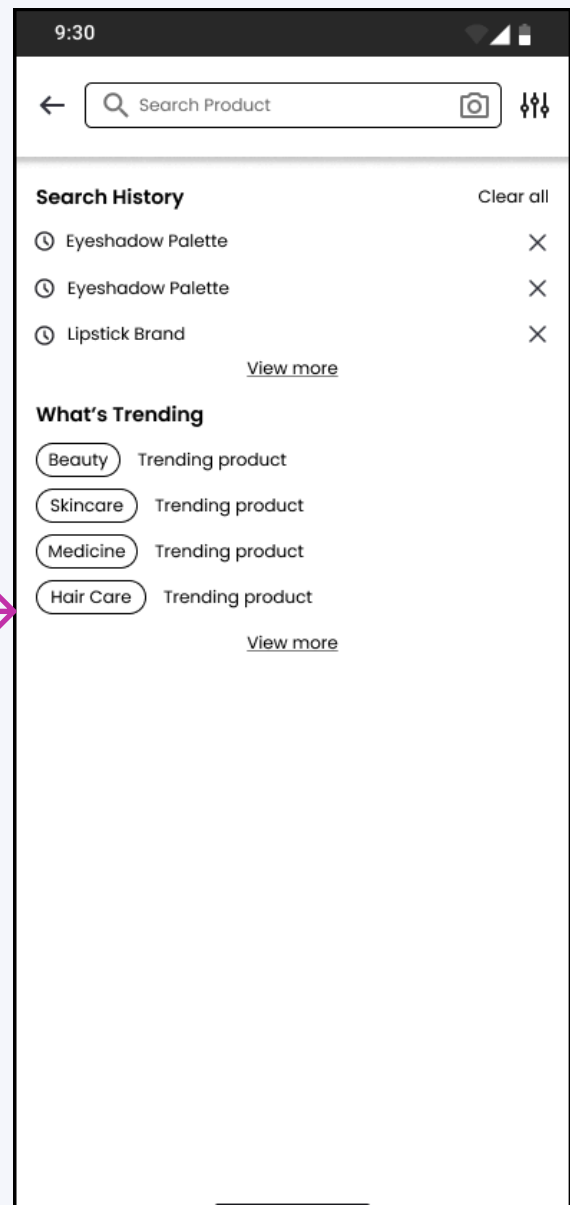 9:30
Search Product
Search History Clear all
Eyeshadow Palette
Eyeshadow Palette
Lipstick Brand
View more
What's Trending
Beauty Trending product
Skincare Trending product
Medicine Trending product
Hair Care Trending product
View more